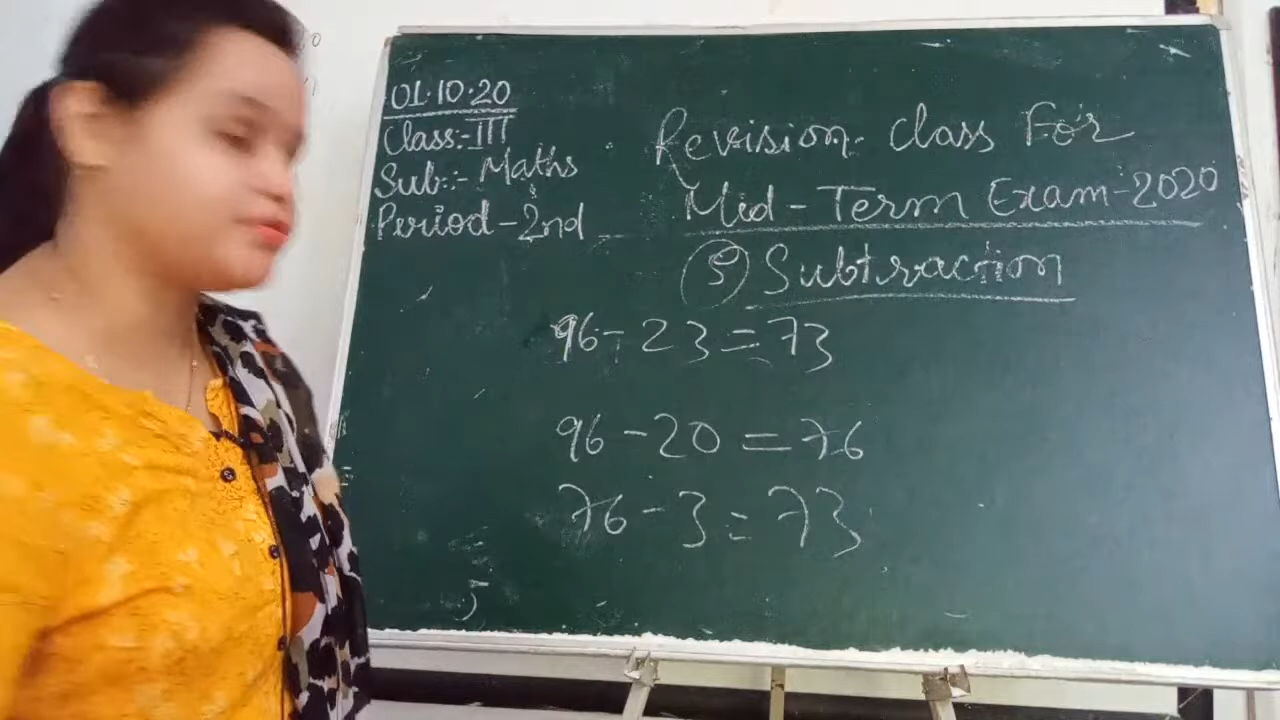 01.10.20
Class:-III
Sub:- Maths
Period-2nd
Revision Class For
Mid-Term Exam-2020
5) Subtraction
96-23=73
96-20=76
76-3=73